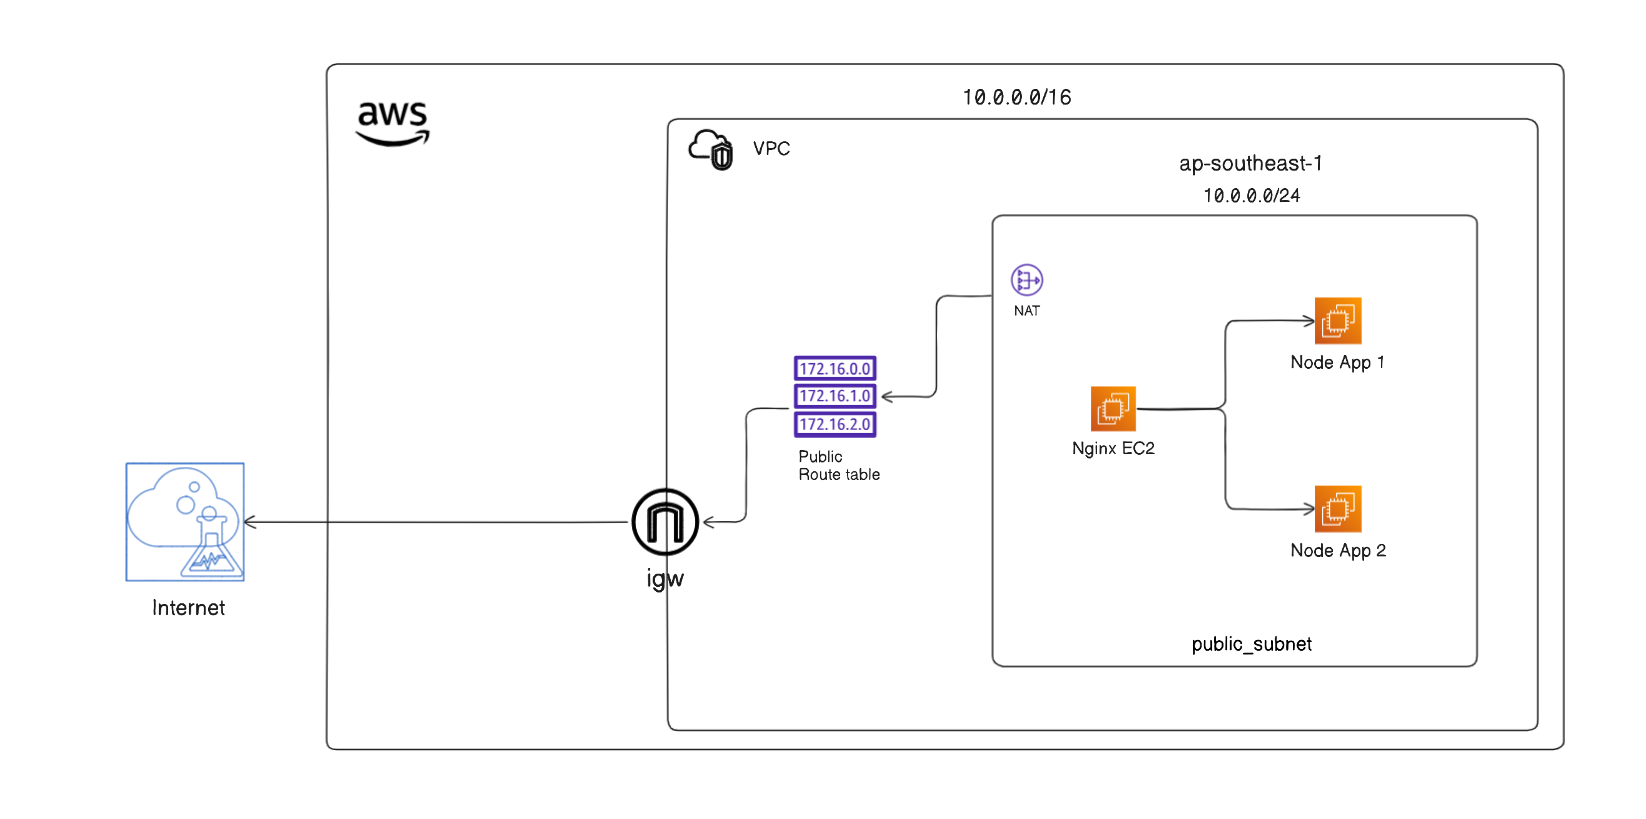 aws
10.0.0.0/16
VPC
ap-southeast-1
10.0.0.0/24
NAT
172.16.0.0
172.16.1.0
172.16.2.0
Public
Route table
Node App 1
Nginx EC2
Node App 2
igw
Internet
public_subnet